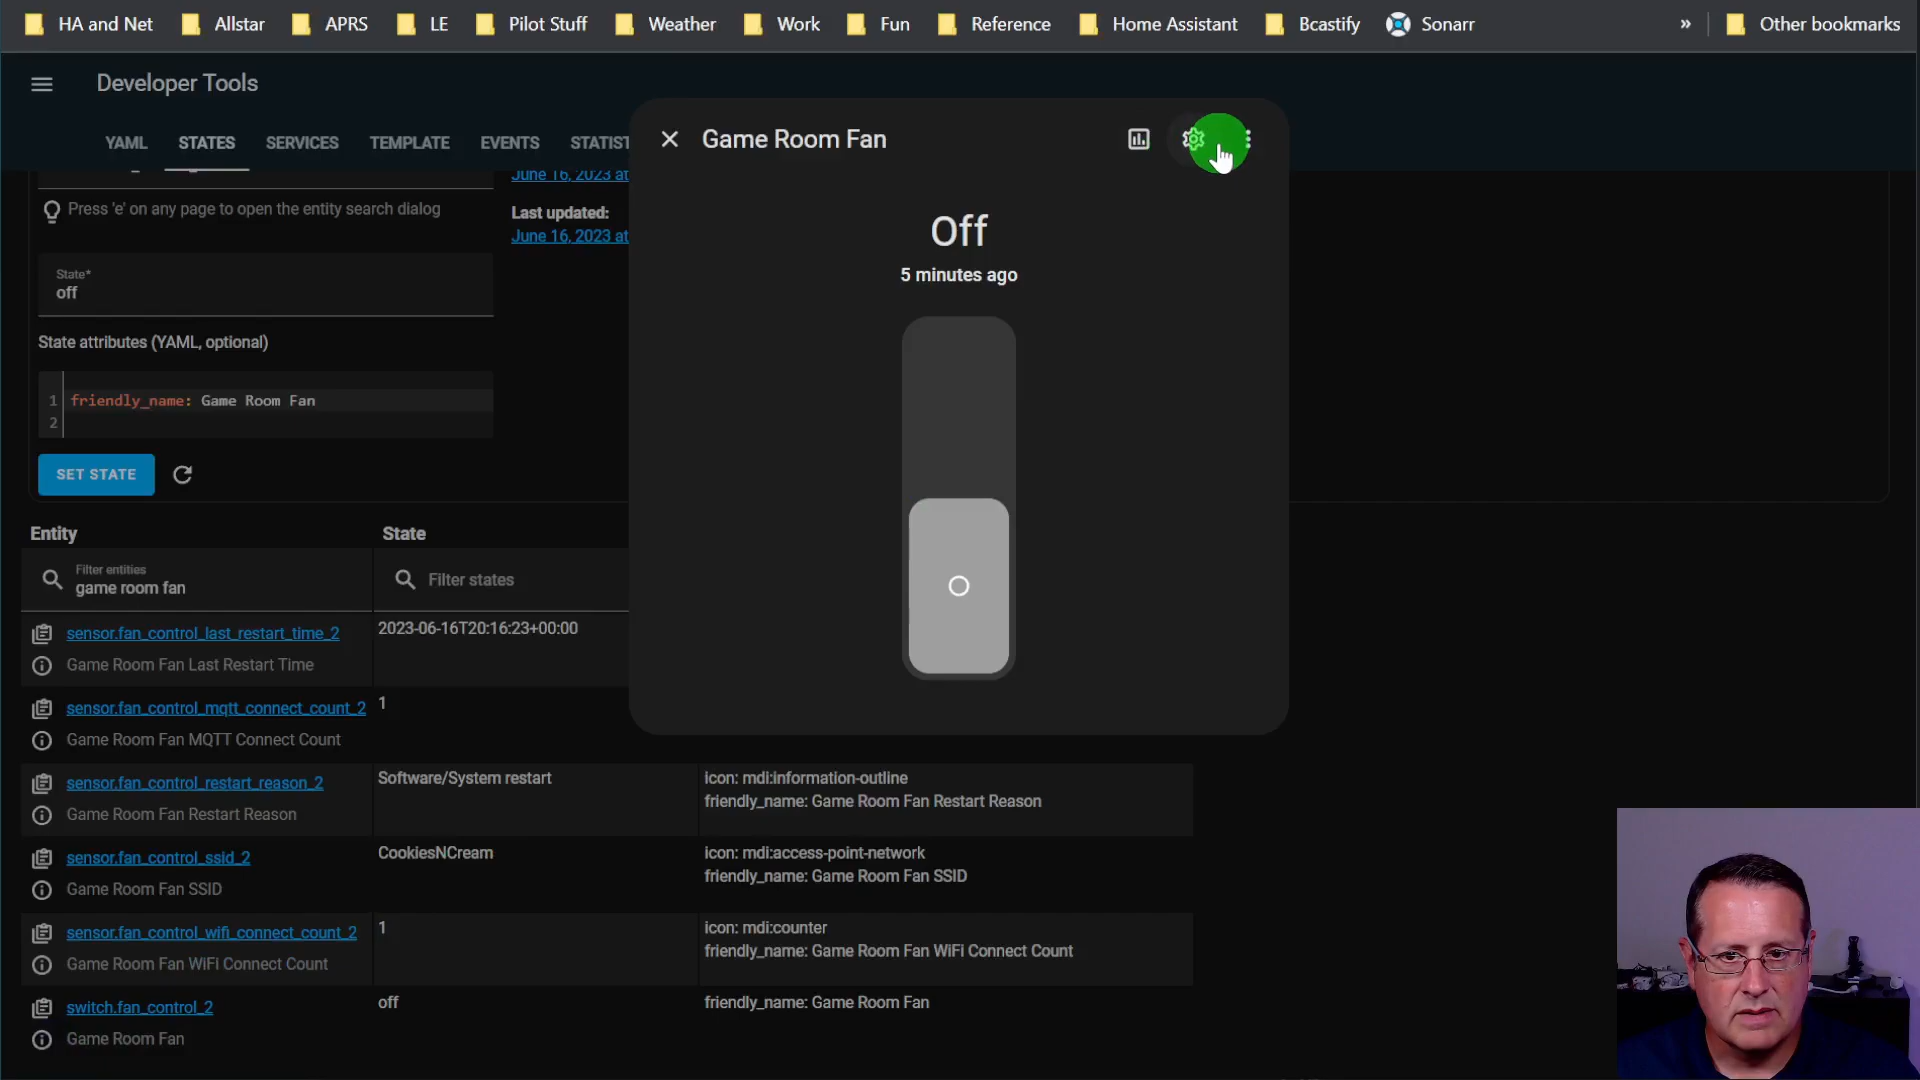 HA and Net
Allstar
APRS
LE
Pilot Stuff
Weather
Work
Fun
Reference
Home Assistant
Bcastify
Sonarr
»
Other bookmarks
Developer Tools
YAML
STATES
SERVICES
TEMPLATE
EVENTS
STATIST
Game Room Fan
Off
5 minutes ago
June 16, 2023 at
Press 'e' on any page to open the entity search dialog
Last updated:
June 16, 2023 at
State*
off
State attributes (YAML, optional)
1 friendly_name: Game Room Fan
2
SET STATE
Entity
State
Filter entities
game room fan
Filter states
sensor.fan_control_last_restart_time_2
2023-06-16T20:16:23+00:00
Game Room Fan Last Restart Time
sensor.fan_control_mqtt_connect_count_2
1
Game Room Fan MQTT Connect Count
sensor.fan_control_restart_reason_2
Software/System restart
icon: mdi:information-outline
friendly_name: Game Room Fan Restart Reason
Game Room Fan Restart Reason
sensor.fan_control_ssid_2
CookiesNCream
icon: mdi:access-point-network
friendly_name: Game Room Fan SSID
Game Room Fan SSID
sensor.fan_control_wifi_connect_count_2
1
icon: mdi:counter
friendly_name: Game Room Fan WiFi Connect Count
Game Room Fan WiFi Connect Count
switch.fan_control_2
off
friendly_name: Game Room Fan
Game Room Fan